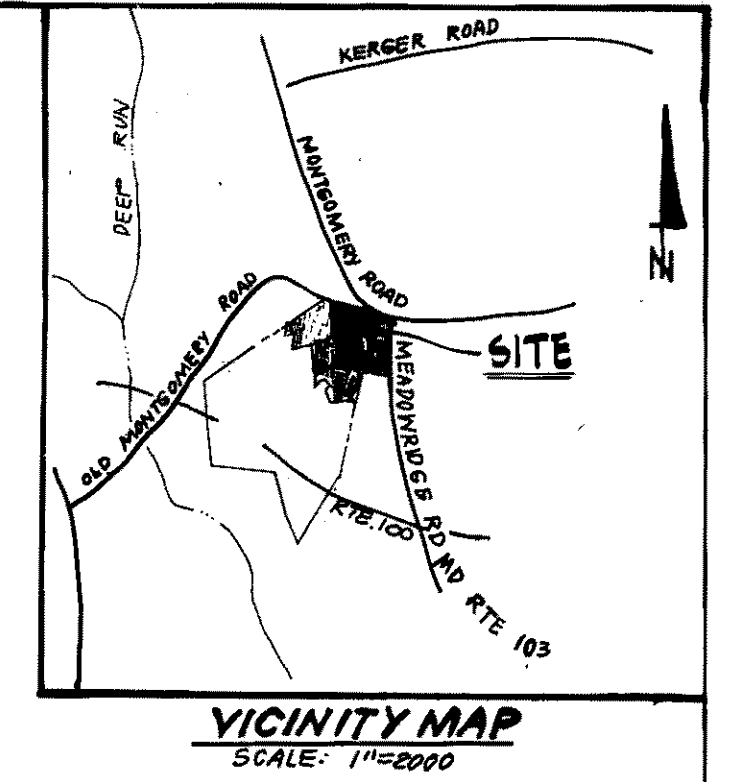 KERGER ROAD
DEEP RUN
MONTGOMERY ROAD
N
OLD MONTGOMERY ROAD
SITE
MEADOWRIDGE RD MD RTE 103
RTE. 100
VICINITY MAP
SCALE: 1"=2000